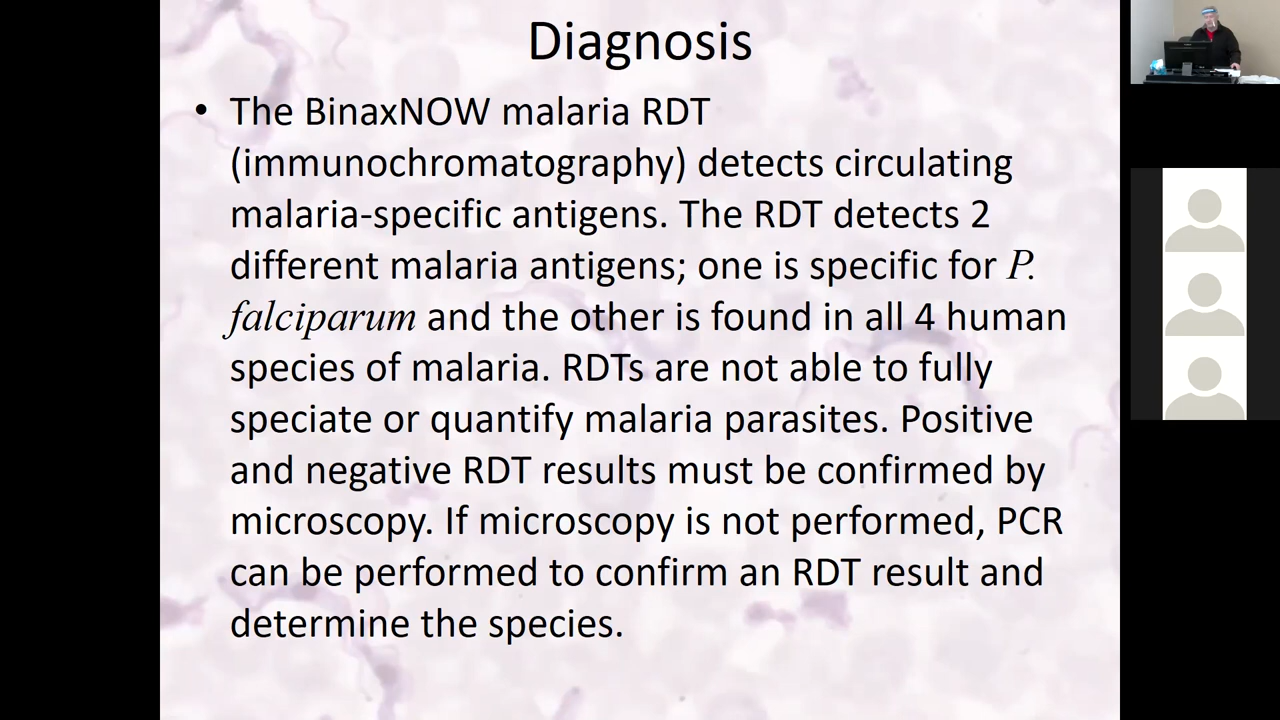 Diagnosis
• The BinaxNOW malaria RDT
(immunochromatography) detects circulating
malaria-specific antigens. The RDT detects 2
different malaria antigens; one is specific for P.
falciparum and the other is found in all 4 human
species of malaria. RDTs are not able to fully
speciate or quantify malaria parasites. Positive
and negative RDT results must be confirmed by
microscopy. If microscopy is not performed, PCR
can be performed to confirm an RDT result and
determine the species.